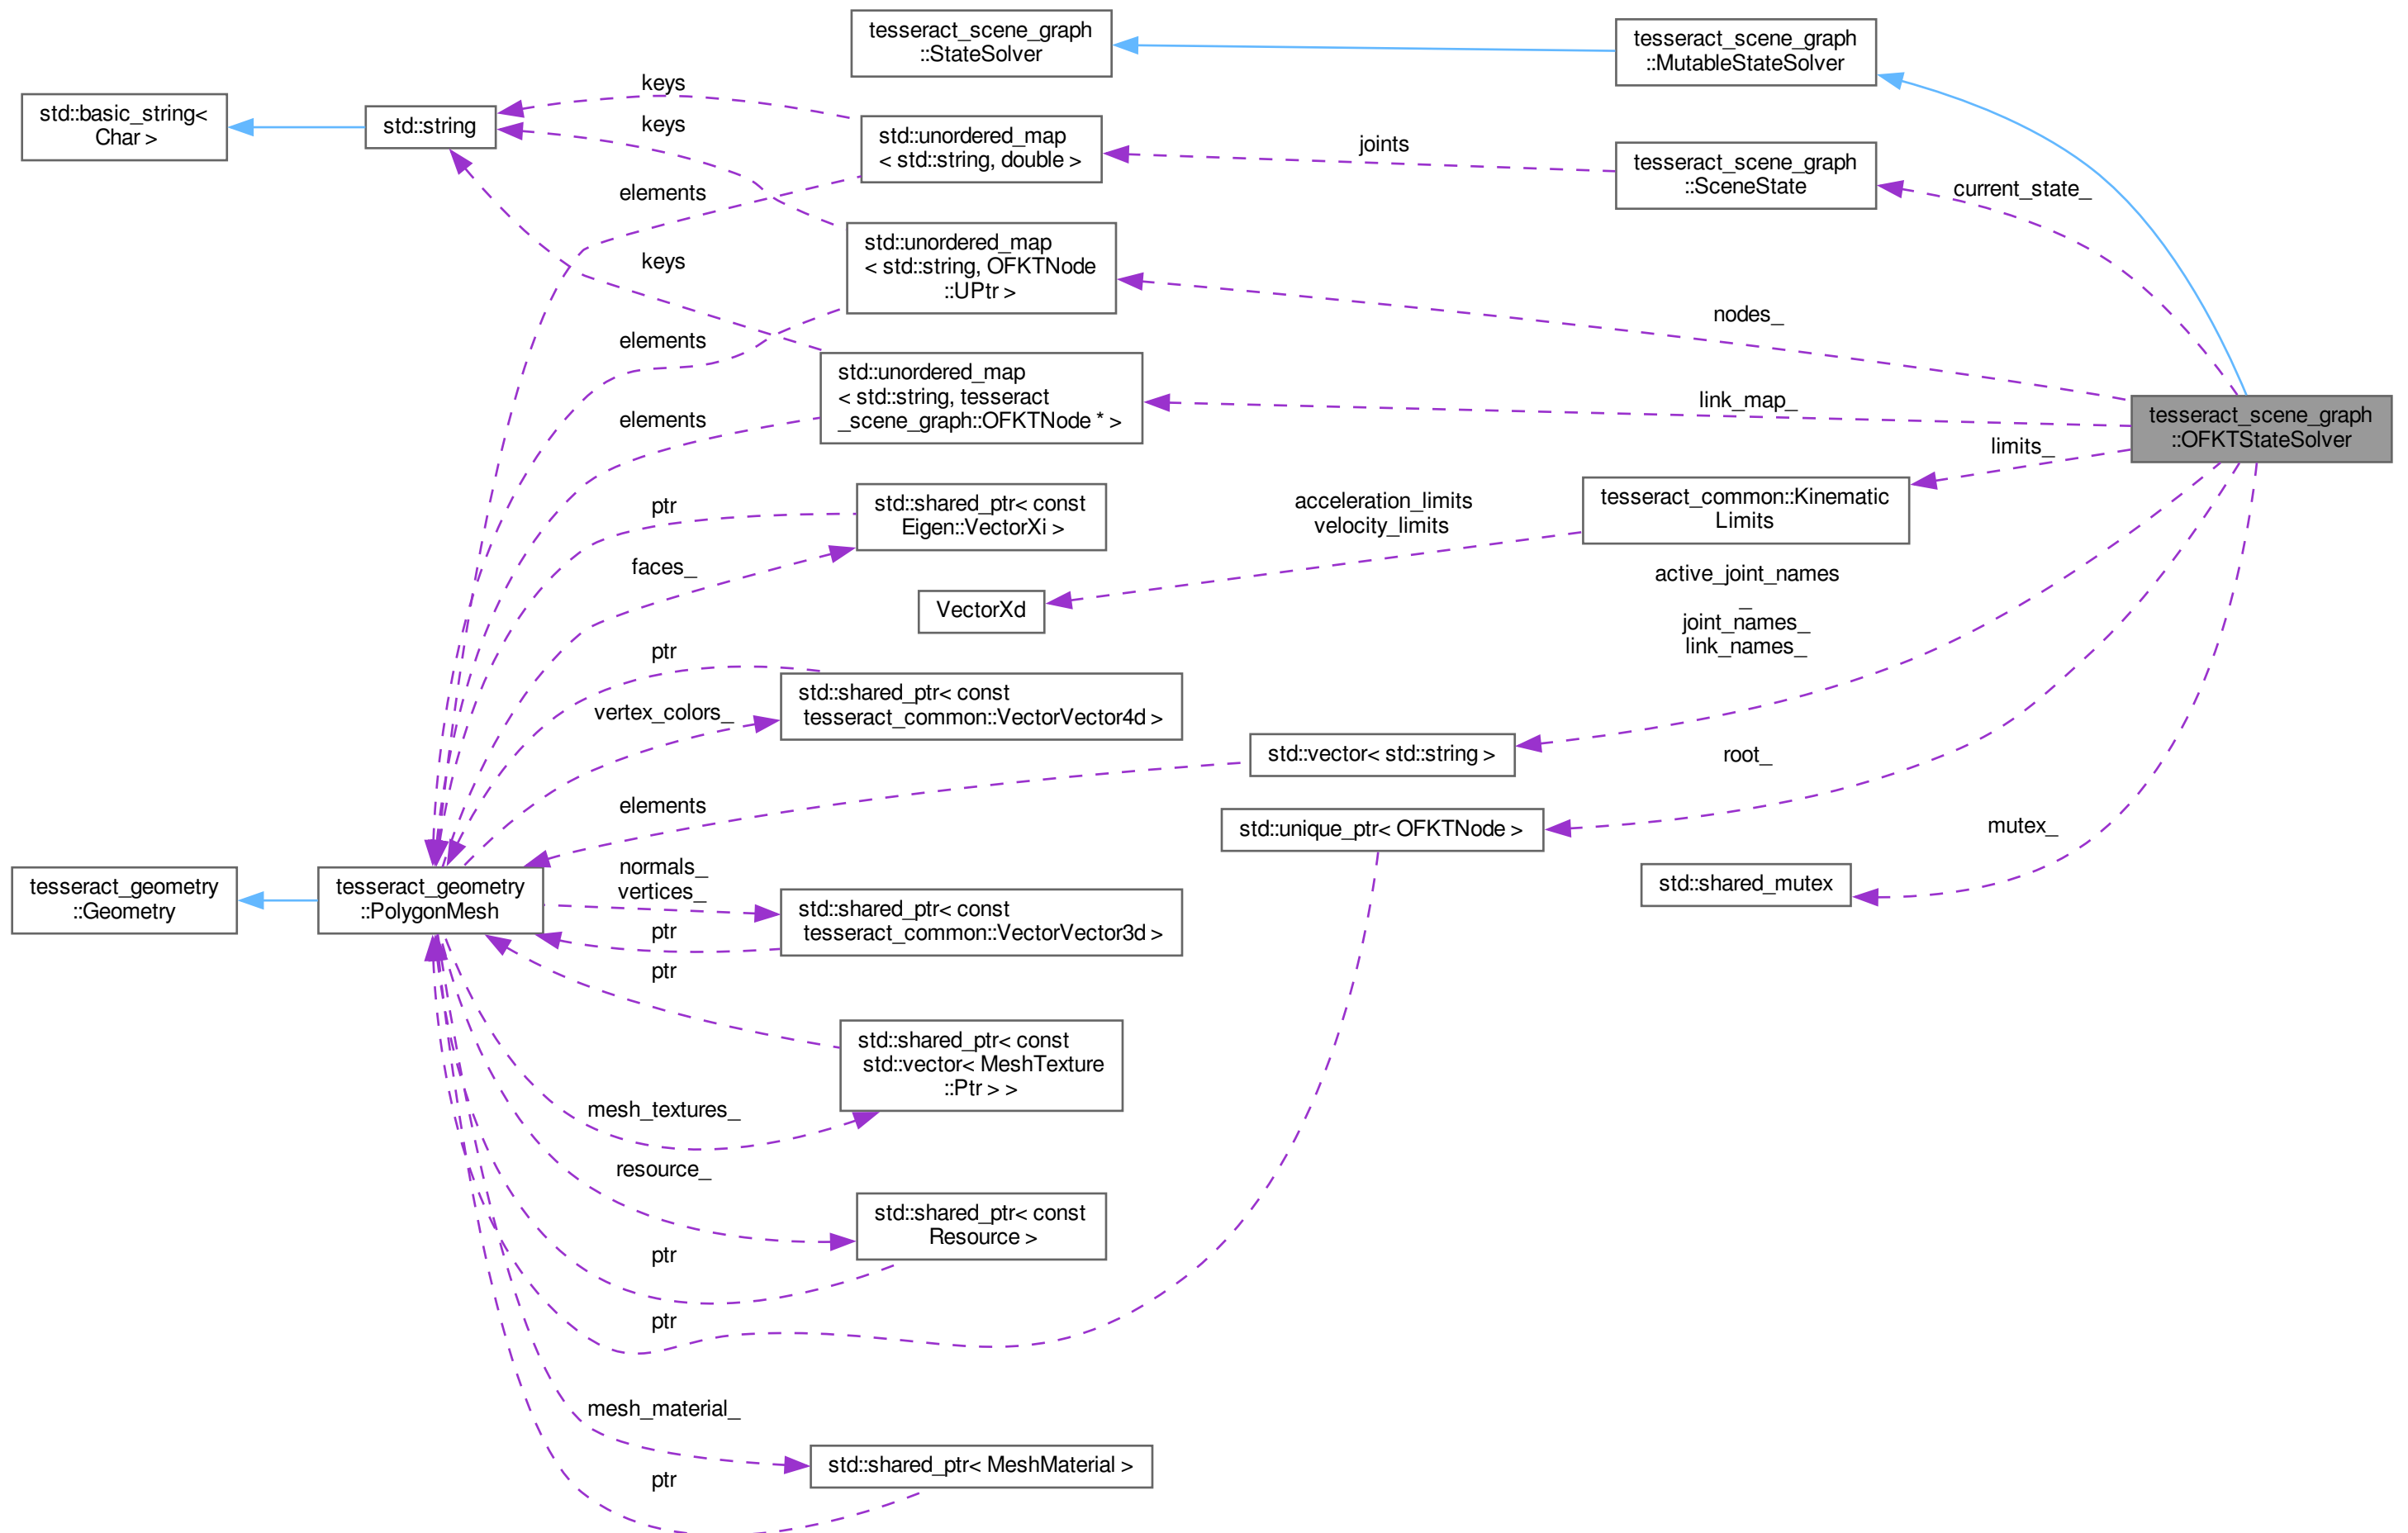 tesseract_scene_graph
::StateSolver
tesseract_scene_graph
::MutableStateSolver
keys
std::basic_string<
Char >
std::string
keys
std::unordered_map
< std::string, double >
joints
tesseract_scene_graph
::SceneState
current_state_
elements
std::unordered_map
< std::string, OFKTNode
::UPtr >
keys
nodes_
elements
std::unordered_map
< std::string, tesseract
_scene_graph::OFKTNode * >
link_map_
tesseract_scene_graph
::OFKTStateSolver
elements
limits_
ptr
std::shared_ptr< const
Eigen::VectorXi >
acceleration_limits
velocity_limits
tesseract_common::Kinematic
Limits
faces_
VectorXd
active_joint_names
_
joint_names_
link_names_
ptr
std::shared_ptr< const
tesseract_common::VectorVector4d >
vertex_colors_
std::vector< std::string >
root_
elements
std::unique_ptr< OFKTNode >
mutex_
tesseract_geometry
::Geometry
tesseract_geometry
::PolygonMesh
normals_
vertices_
ptr
std::shared_ptr< const
tesseract_common::VectorVector3d >
std::shared_mutex
ptr
std::shared_ptr< const
std::vector< MeshTexture
::Ptr > >
mesh_textures_
resource_
std::shared_ptr< const
Resource >
ptr
ptr
mesh_material_
std::shared_ptr< MeshMaterial >
ptr